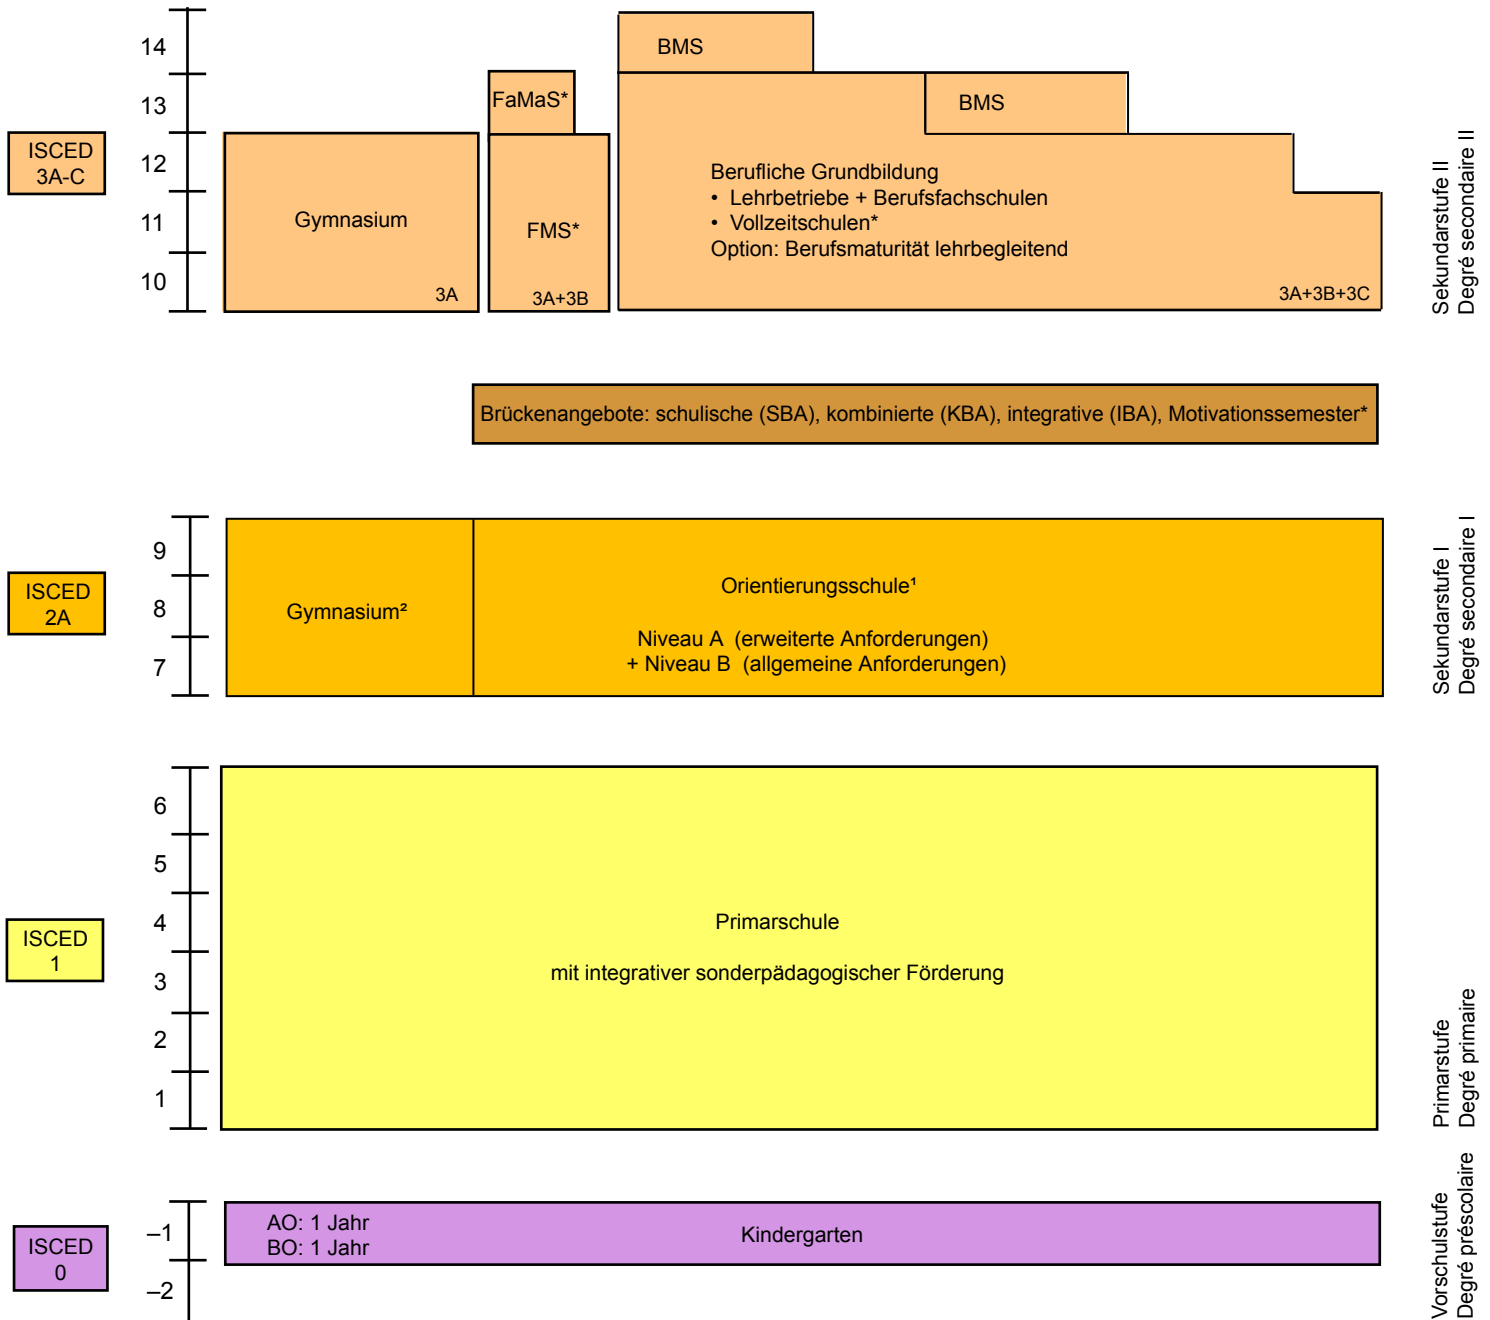 14
BMS
FaMaS*
13
BMS
ISCED
3A-C
12
Berufliche Grundbildung
• Lehrbetriebe + Berufsfachschulen
• Vollzeitschulen*
Option: Berufsmaturität lehrbegleitend
Gymnasium
FMS*
11
10
3A
3A+3B
3A+3B+3C
Sekundarstufe II
Degré secondaire II
Brückenangebote: schulische (SBA), kombinierte (KBA), integrative (IBA), Motivationssemester*
9
ISCED
2A
8
7
Gymnasium²
Orientierungsschule¹
Niveau A (erweiterte Anforderungen)
+ Niveau B (allgemeine Anforderungen)
Sekundarstufe I
Degré secondaire I
6
5
4
ISCED
1
3
2
1
Primarschule
mit integrativer sonderpädagogischer Förderung
Primarstufe
Degré primaire
–1
ISCED
0
–2
AO: 1 Jahr
BO: 1 Jahr
Kindergarten
Vorschulstufe
Degré préscolaire